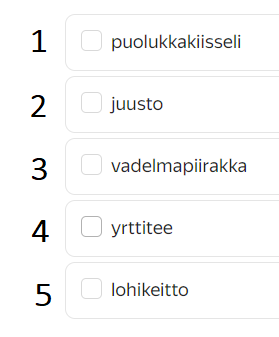 1 puolukkakiisseli
2 juusto
3 vadelmapiirakka
4 yrttitee
5 lohikeitto